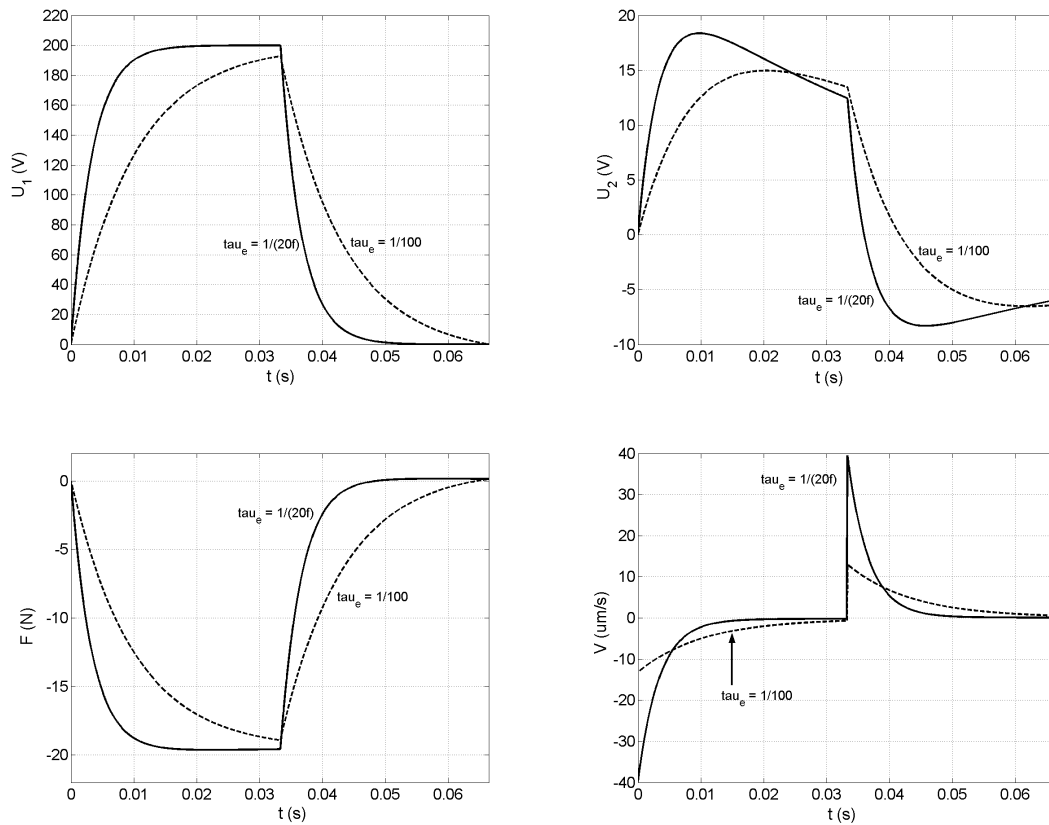 220
200
180
160
140
120
100
80
60
40
20
0
U1 (V)
0 0.01 0.02 0.03 0.04 0.05 0.06
t (s)
taue = 1/(20f)
taue = 1/100
20
15
10
5
0
-5
-10
U2 (V)
0 0.01 0.02 0.03 0.04 0.05 0.06
t (s)
taue = 1/100
taue = 1/(20f)
0
-5
-10
-15
-20
F (N)
0 0.01 0.02 0.03 0.04 0.05 0.06
t (s)
taue = 1/(20f)
taue = 1/100
40
30
20
10
0
-10
-20
-30
-40
V (um/s)
0 0.01 0.02 0.03 0.04 0.05 0.06
t (s)
taue = 1/(20f)
taue = 1/100